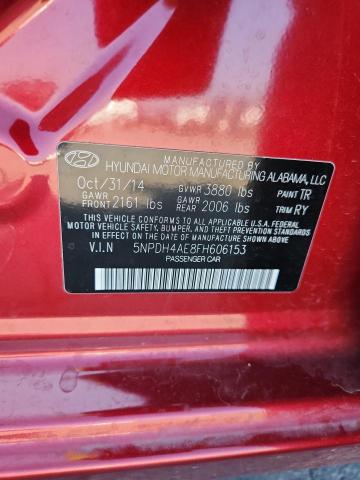 MANUFACTURED BY
HYUNDAI MOTOR MANUFACTURING ALABAMA, LLC
Oct/31/14 GVWR 3880 lbs PAINT TR
GAWR FRONT 2161 lbs GAWR REAR 2006 lbs TRIM RY
THIS VEHICLE CONFORMS TO ALL APPLICABLE U.S.A. FEDERAL
MOTOR VEHICLE SAFETY, BUMPER, AND THEFT PREVENTION STANDARDS
IN EFFECT ON THE DATE OF MANUFACTURE SHOWN ABOVE.
V.I.N 5NPDH4AE8FH606153
PASSENGER CAR